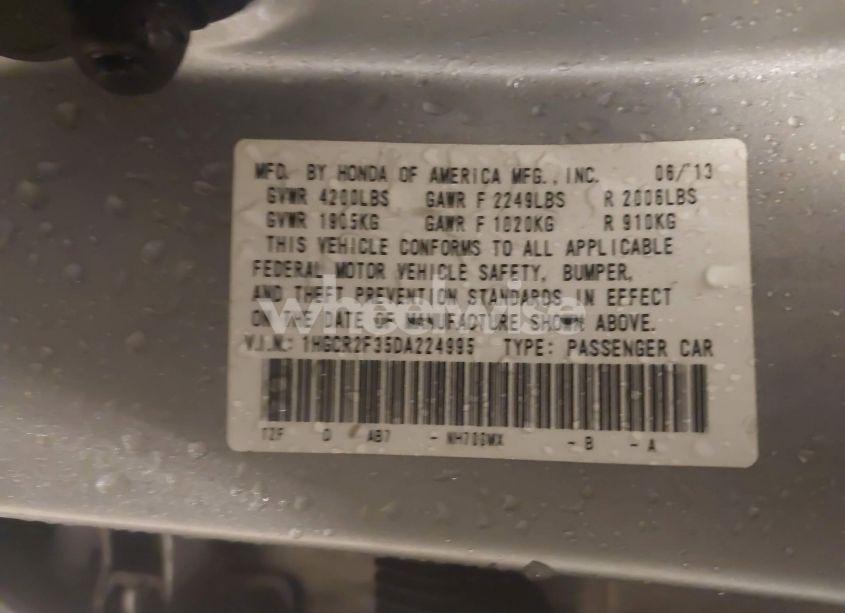 MFD. BY HONDA OF AMERICA MFG., INC. 06/13
GVWR 4200LBS GAWR F 2249LBS R 2006LBS
GVWR 1905KG GAWR F 1020KG R 910KG
THIS VEHICLE CONFORMS TO ALL APPLICABLE
FEDERAL MOTOR VEHICLE SAFETY, BUMPER,
AND THEFT PREVENTION STANDARDS IN EFFECT
ON THE DATE OF MANUFACTURE SHOWN ABOVE.
V.I.N.: 1HGCR2F35DA224995 TYPE: PASSENGER CAR
T2F 0 AB7 - NH700MX - B - A